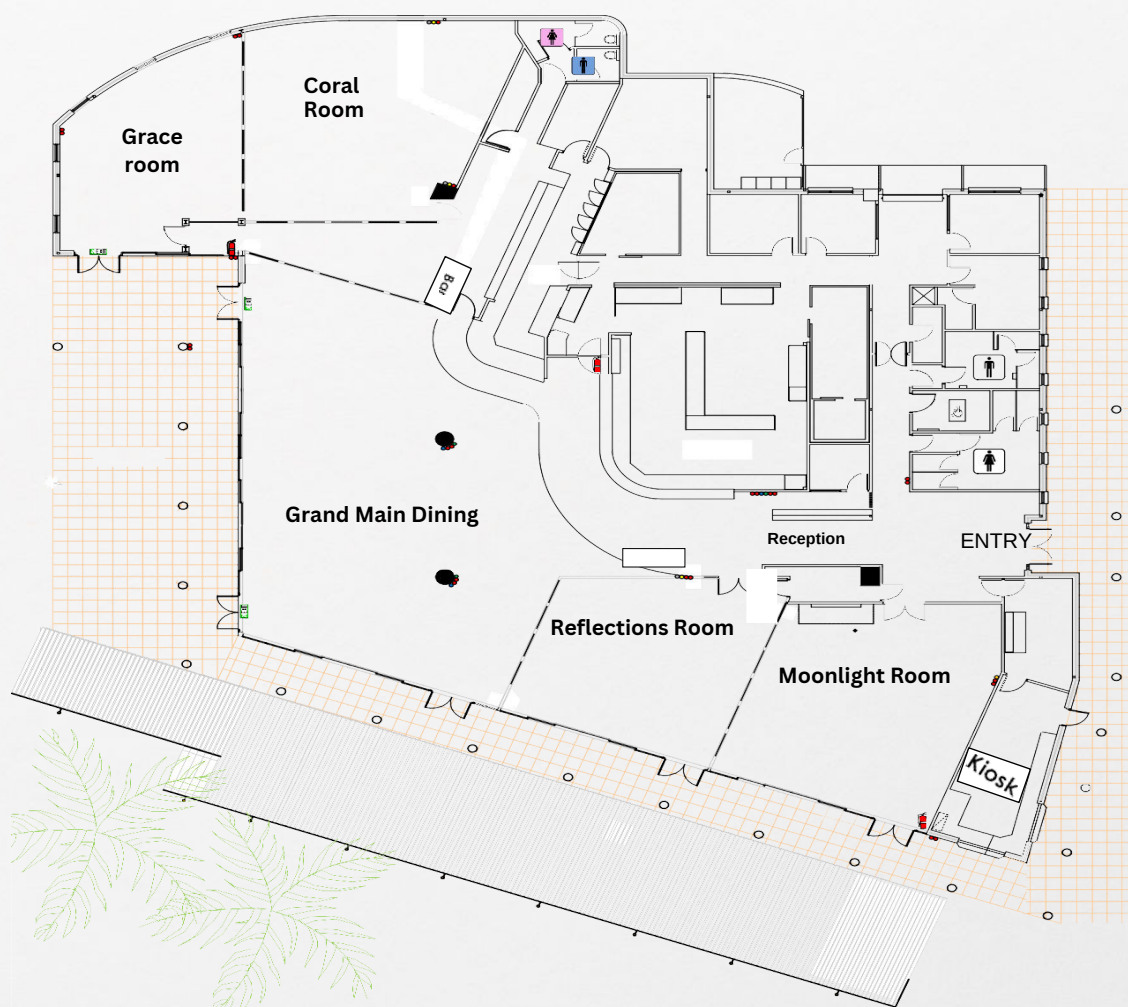 Coral
Room
Grace
room
Bar
Grand Main Dining
Reception
ENTRY
Reflections Room
Moonlight Room
Kiosk